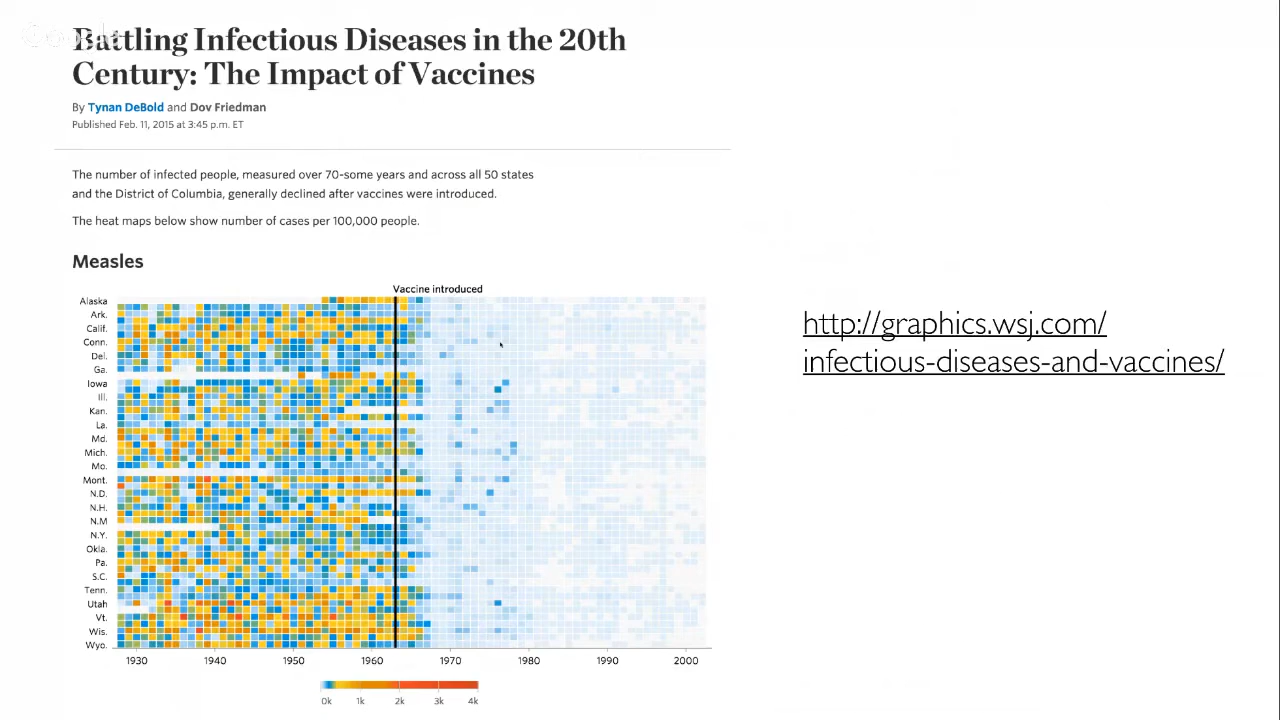 Google
Battling Infectious Diseases in the 20th
Century: The Impact of Vaccines
By Tynan DeBold and Dov Friedman
Published Feb. 11, 2015 at 3:45 p.m. ET
The number of infected people, measured over 70-some years and across all 50 states
and the District of Columbia, generally declined after vaccines were introduced.
The heat maps below show number of cases per 100,000 people.
Measles
Vaccine introduced
Alaska
Ark.
Calif.
Conn.
Del.
Ga.
Iowa
Ill.
Kan.
La.
Md.
Mich.
Mo.
Mont.
N.D.
N.H.
N.M
N.Y.
Okla.
Pa.
S.C.
Tenn.
Utah
Vt.
Wis.
Wyo.
1930 1940 1950 1960 1970 1980 1990 2000
0k 1k 2k 3k 4k
http://graphics.wsj.com/
infectious-diseases-and-vaccines/